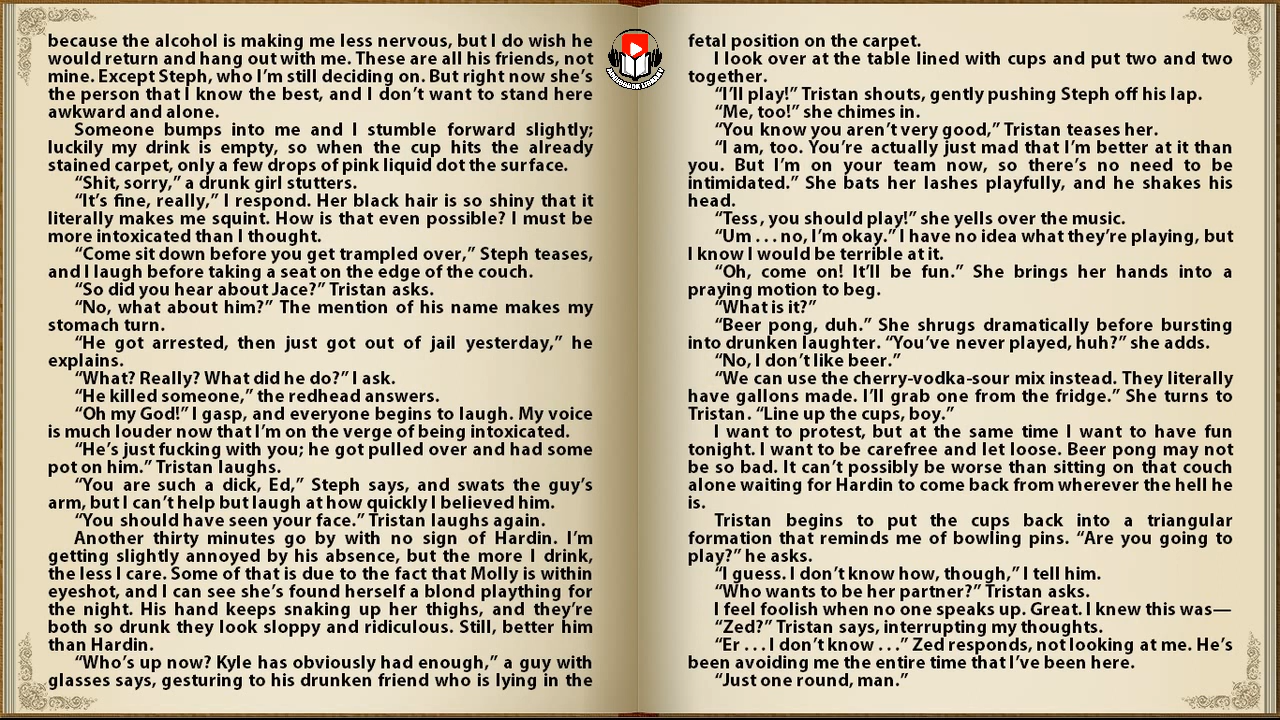 because the alcohol is making me less nervous, but I do wish he
would return and hang out with me. These are all his friends, not
mine. Except Steph, who I’m still deciding on. But right now she’s
the person that I know the best, and I don’t want to stand here
awkward and alone.
Someone bumps into me and I stumble forward slightly;
luckily my drink is empty, so when the cup hits the already
stained carpet, only a few drops of pink liquid dot the surface.
“Shit, sorry,” a drunk girl stutters.
“It’s fine, really,” I respond. Her black hair is so shiny that it
literally makes me squint. How is that even possible? I must be
more intoxicated than I thought.
“Come sit down before you get trampled over,” Steph teases,
and I laugh before taking a seat on the edge of the couch.
“So did you hear about Jace?” Tristan asks.
“No, what about him?” The mention of his name makes my
stomach turn.
“He got arrested, then just got out of jail yesterday,” he
explains.
“What? Really? What did he do?” I ask.
“He killed someone,” the redhead answers.
“Oh my God!” I gasp, and everyone begins to laugh. My voice
is much louder now that I’m on the verge of being intoxicated.
“He’s just fucking with you; he got pulled over and had some
pot on him.” Tristan laughs.
“You are such a dick, Ed,” Steph says, and swats the guy’s
arm, but I can’t help but laugh at how quickly I believed him.
“You should have seen your face.” Tristan laughs again.
Another thirty minutes go by with no sign of Hardin. I’m
getting slightly annoyed by his absence, but the more I drink,
the less I care. Some of that is due to the fact that Molly is within
eyeshot, and I can see she’s found herself a blond plaything for
the night. His hand keeps snaking up her thighs, and they’re
both so drunk they look sloppy and ridiculous. Still, better him
than Hardin.
“Who’s up now? Kyle has obviously had enough,” a guy with
glasses says, gesturing to his drunken friend who is lying in the
fetal position on the carpet.
I look over at the table lined with cups and put two and two
together.
“I’ll play!” Tristan shouts, gently pushing Steph off his lap.
“Me, too!” she chimes in.
“You know you aren’t very good,” Tristan teases her.
“I am, too. You’re actually just mad that I’m better at it than
you. But I’m on your team now, so there’s no need to be
intimidated.” She bats her lashes playfully, and he shakes his
head.
“Tess, you should play!” she yells over the music.
“Um . . . no, I’m okay.” I have no idea what they’re playing, but
I know I would be terrible at it.
“Oh, come on! It’ll be fun.” She brings her hands into a
praying motion to beg.
“What is it?”
“Beer pong, duh.” She shrugs dramatically before bursting
into drunken laughter. “You’ve never played, huh?” she adds.
“No, I don’t like beer.”
“We can use the cherry-vodka-sour mix instead. They literally
have gallons made. I’ll grab one from the fridge.” She turns to
Tristan. “Line up the cups, boy.”
I want to protest, but at the same time I want to have fun
tonight. I want to be carefree and let loose. Beer pong may not
be so bad. It can’t possibly be worse than sitting on that couch
alone waiting for Hardin to come back from wherever the hell he
is.
Tristan begins to put the cups back into a triangular
formation that reminds me of bowling pins. “Are you going to
play?” he asks.
“I guess. I don’t know how, though,” I tell him.
“Who wants to be her partner?” Tristan asks.
I feel foolish when no one speaks up. Great. I knew this was—
“Zed?” Tristan says, interrupting my thoughts.
“Er . . . I don’t know . . .” Zed responds, not looking at me. He’s
been avoiding me the entire time that I’ve been here.
“Just one round, man.”